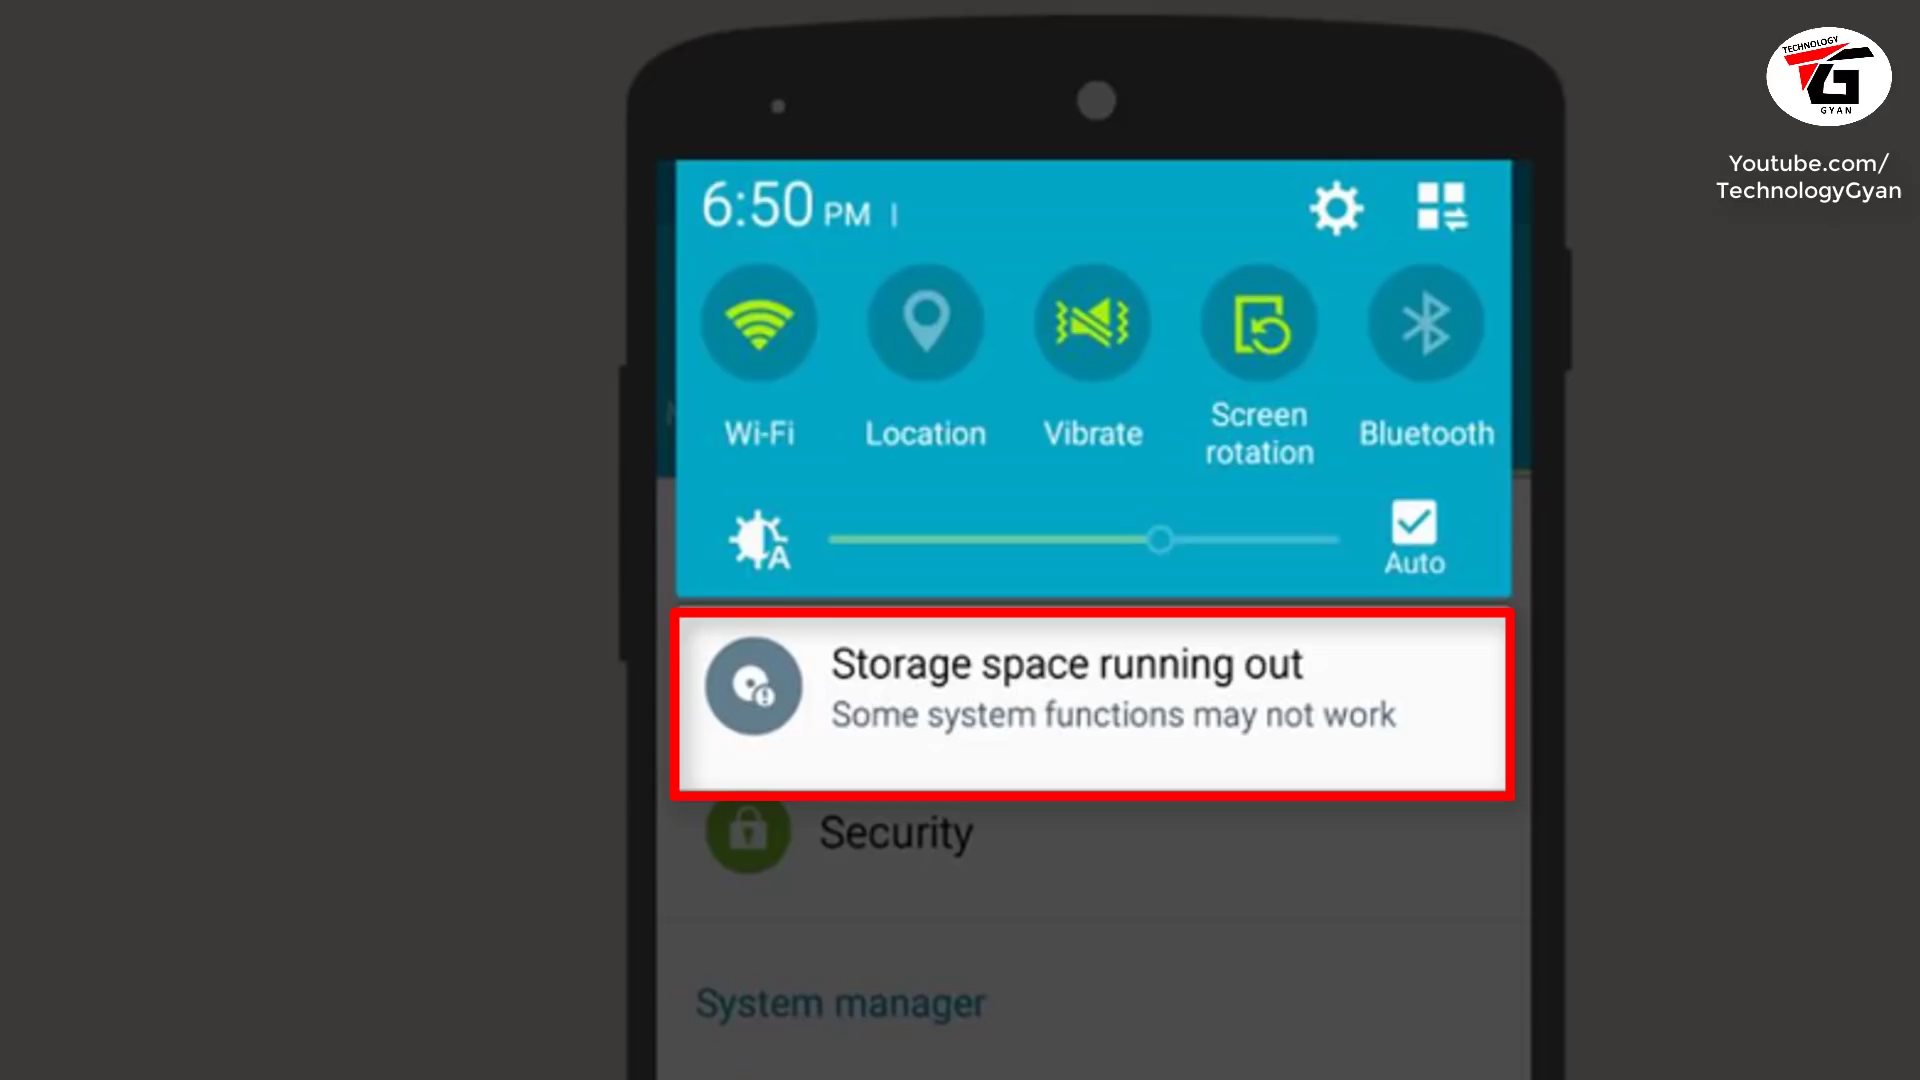 TECHNOLOGY
TG
GYAN
Youtube.com/
TechnologyGyan
6:50 PM
Wi-Fi
Location
Vibrate
Screen
rotation
Bluetooth
A
Auto
Storage space running out
Some system functions may not work
Security
System manager